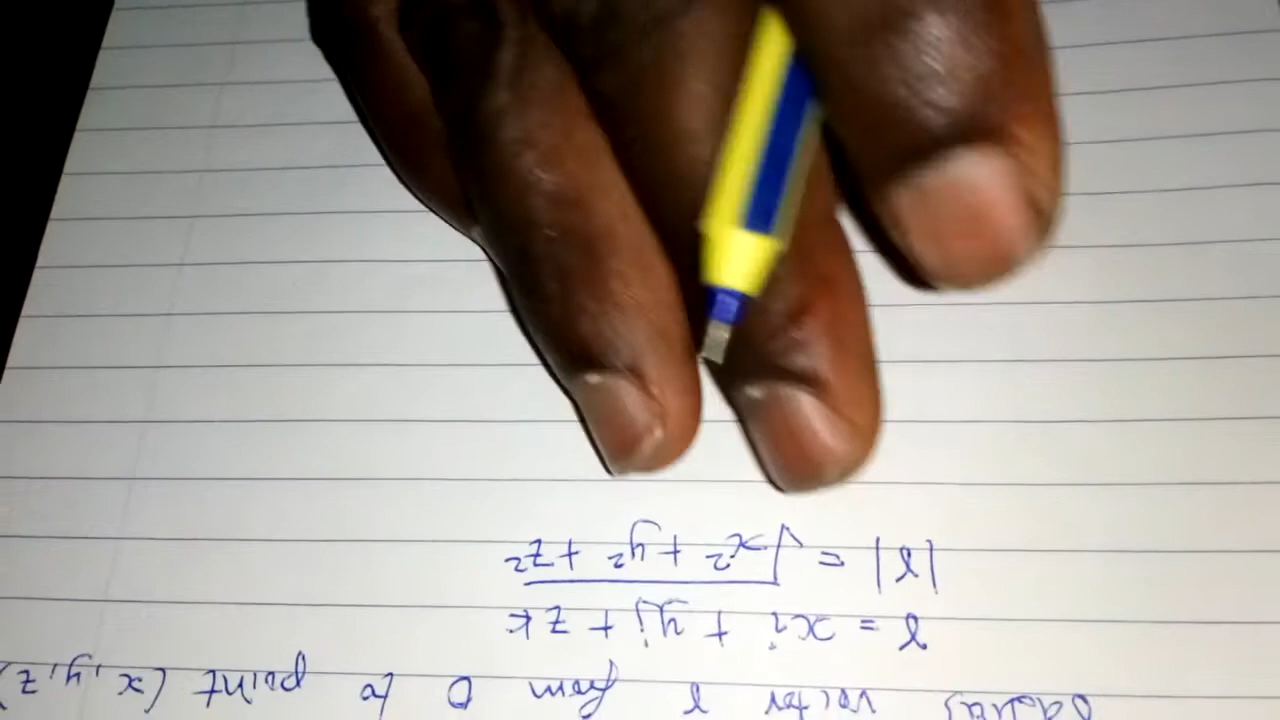 radius vector r from O to point (x, y, z)
r = xi + yj + zk
|r| = √x² + y² + z²